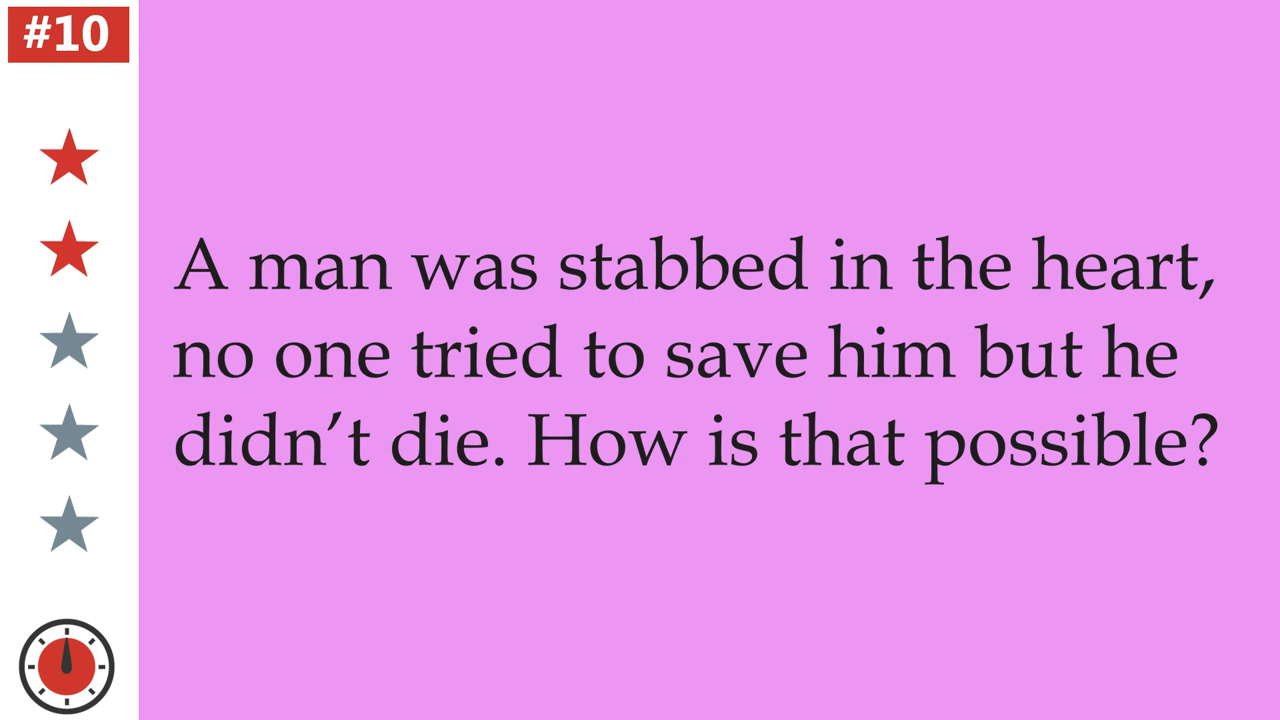 #10
A man was stabbed in the heart,
no one tried to save him but he
didn’t die. How is that possible?